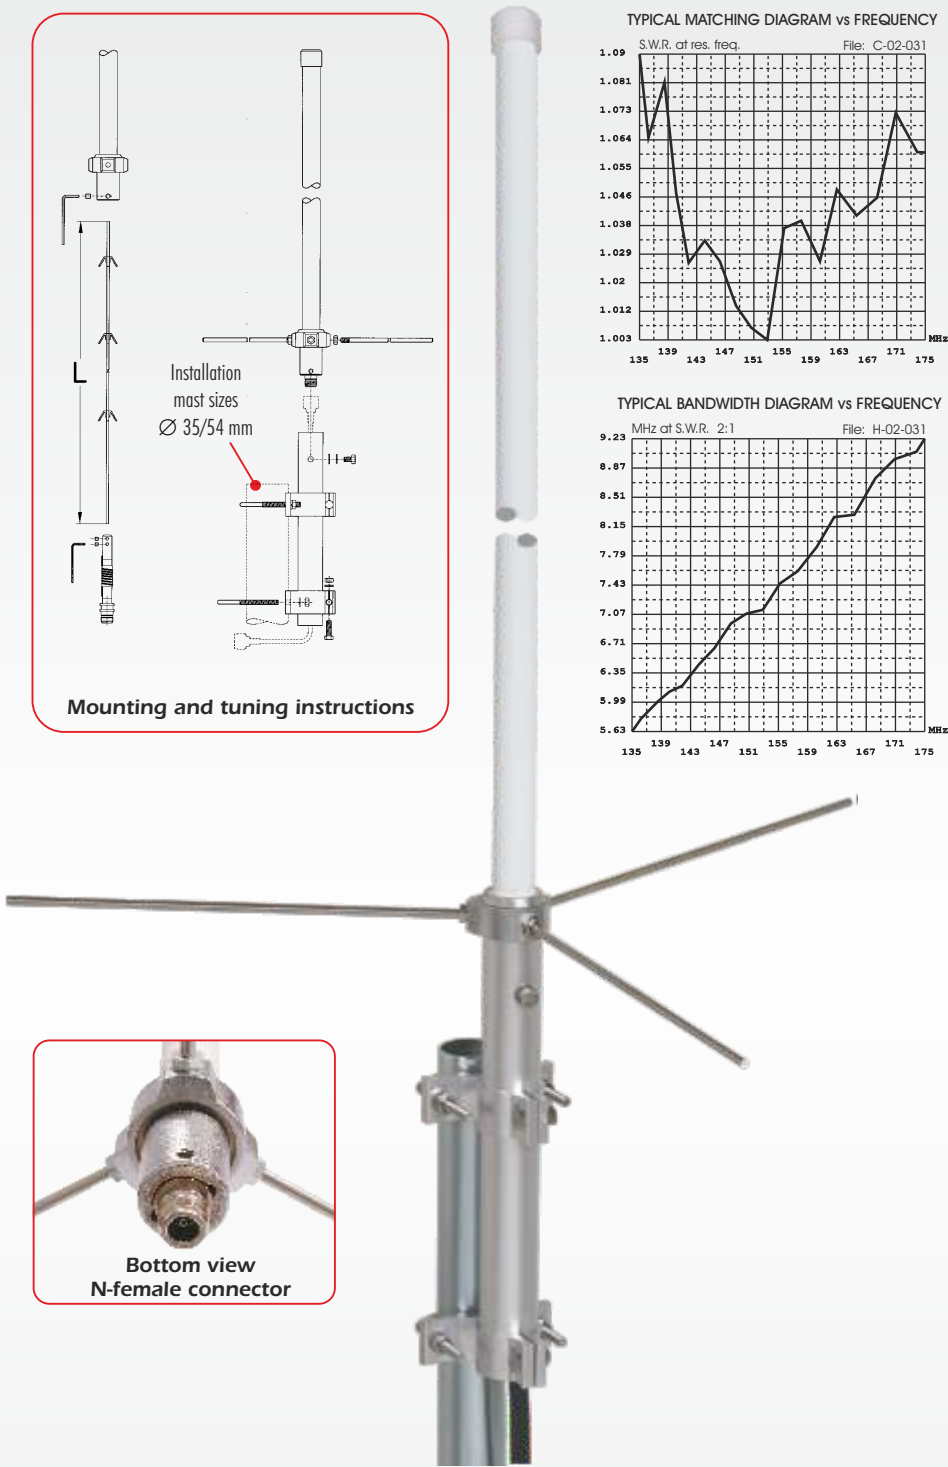 L
Installation
mast sizes
Ø 35/54 mm
Mounting and tuning instructions
TYPICAL MATCHING DIAGRAM vs FREQUENCY
S.W.R. at res. freq. File: C-02-031
1.09
1.081
1.073
1.064
1.055
1.046
1.038
1.029
1.02
1.012
1.003
MHz
139 147 155 163 171
135 143 151 159 167 175
TYPICAL BANDWIDTH DIAGRAM vs FREQUENCY
MHz at S.W.R. 2:1 File: H-02-031
9.23
8.87
8.51
8.15
7.79
7.43
7.07
6.71
6.35
5.99
5.63
MHz
139 147 155 163 171
135 143 151 159 167 175
Bottom view
N-female connector